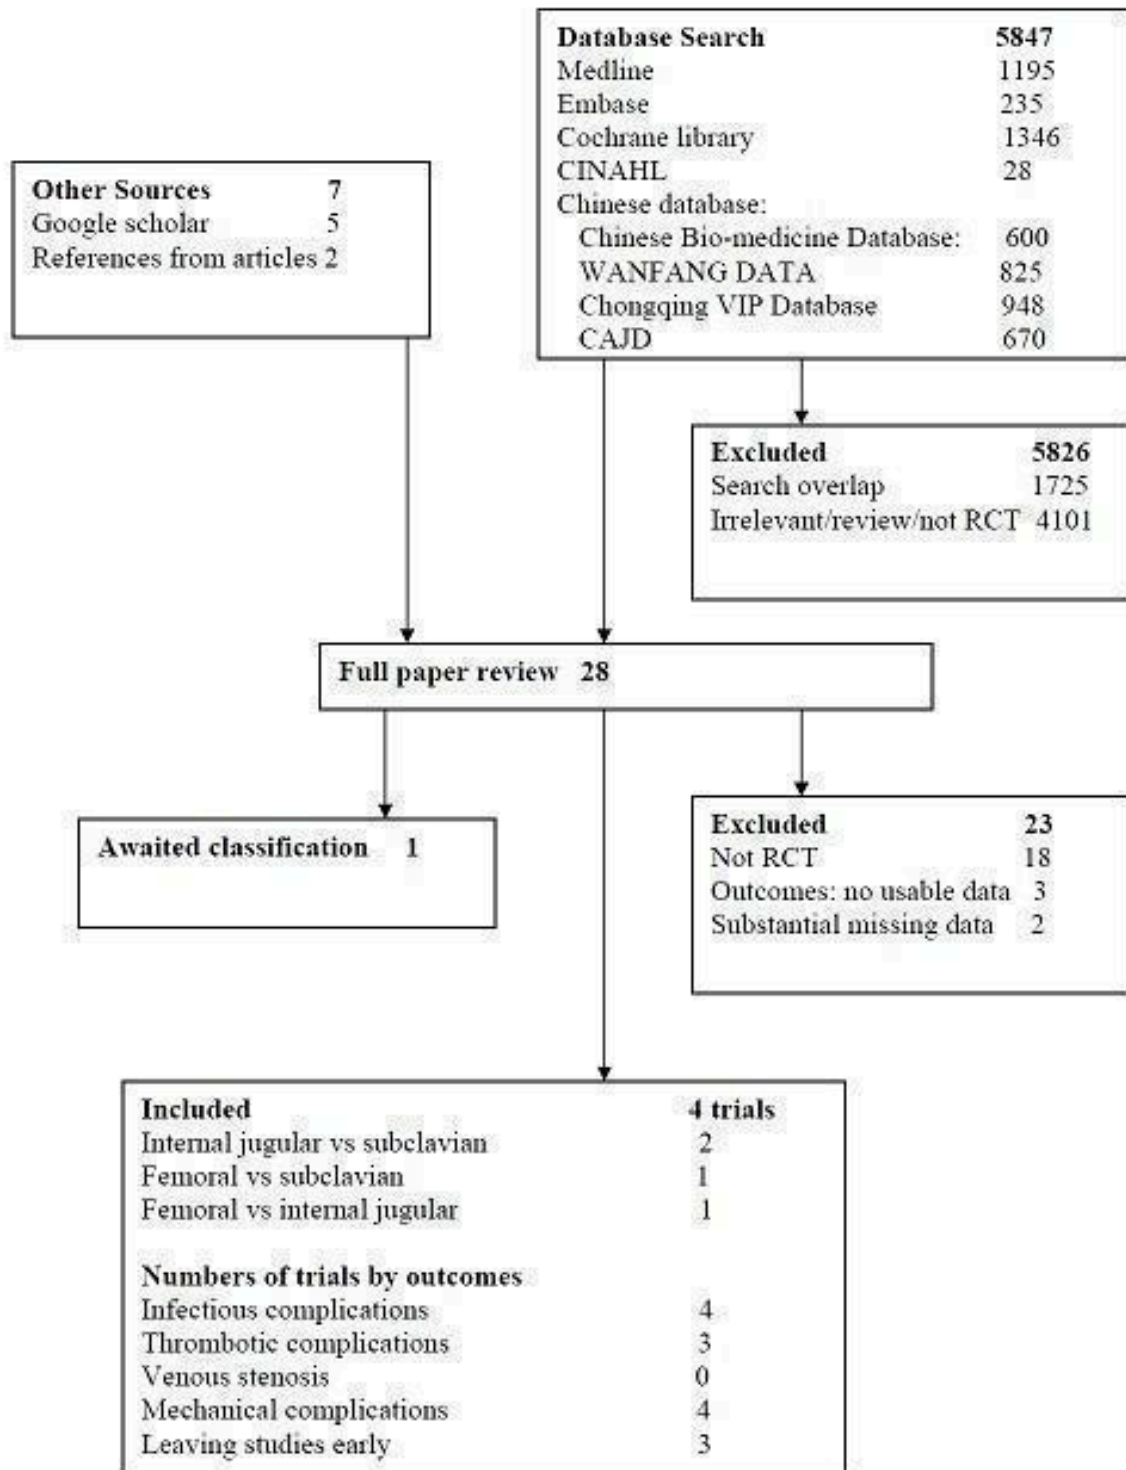 Database Search 5847
Medline 1195
Embase 235
Cochrane library 1346
CINAHL 28
Chinese database:
Chinese Bio-medicine Database: 600
WANFANG DATA 825
Chongqing VIP Database 948
CAJD 670
Other Sources 7
Google scholar 5
References from articles 2
Excluded 5826
Search overlap 1725
Irrelevant/review/not RCT 4101
Full paper review 28
Awaited classification 1
Excluded 23
Not RCT 18
Outcomes: no usable data 3
Substantial missing data 2
Included 4 trials
Internal jugular vs subclavian 2
Femoral vs subclavian 1
Femoral vs internal jugular 1
Numbers of trials by outcomes
Infectious complications 4
Thrombotic complications 3
Venous stenosis 0
Mechanical complications 4
Leaving studies early 3